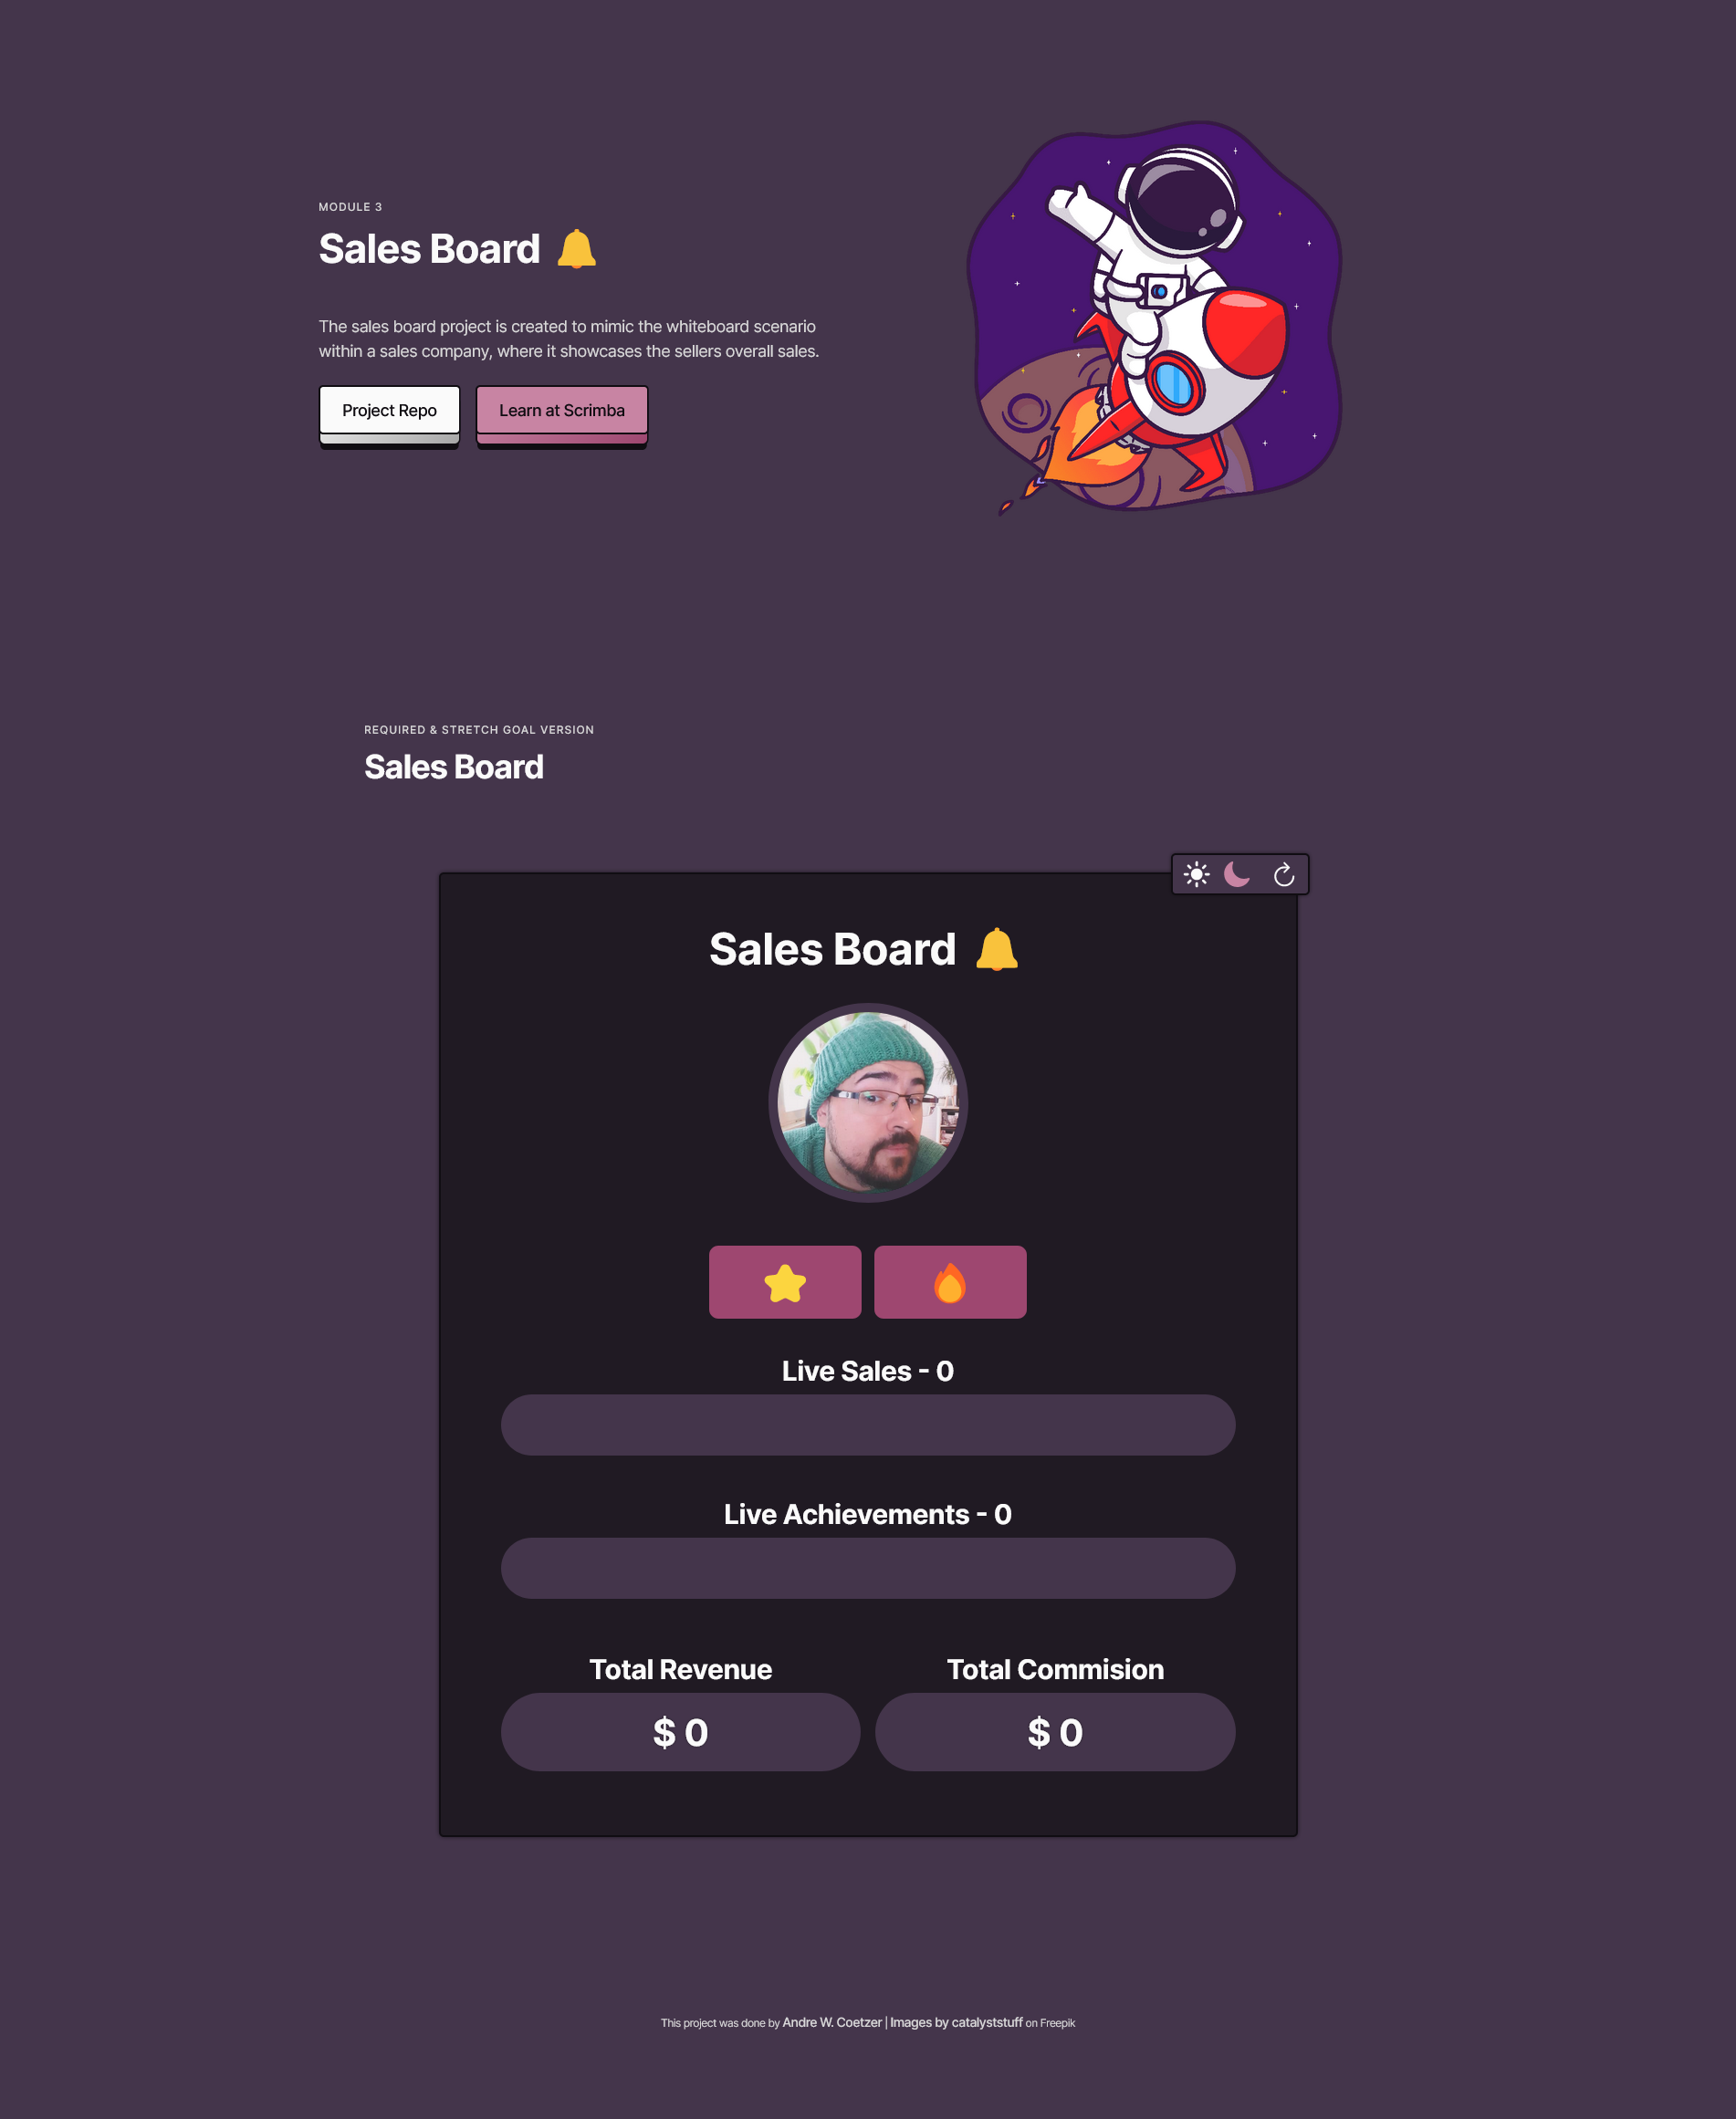 MODULE 3
Sales Board
The sales board project is created to mimic the whiteboard scenario
within a sales company, where it showcases the sellers overall sales.
Project Repo
Learn at Scrimba
REQUIRED & STRETCH GOAL VERSION
Sales Board
Sales Board
Live Sales - 0
Live Achievements - 0
Total Revenue
Total Commision
$ 0
$ 0
This project was done by Andre W. Coetzer | Images by catalyststuff on Freepik